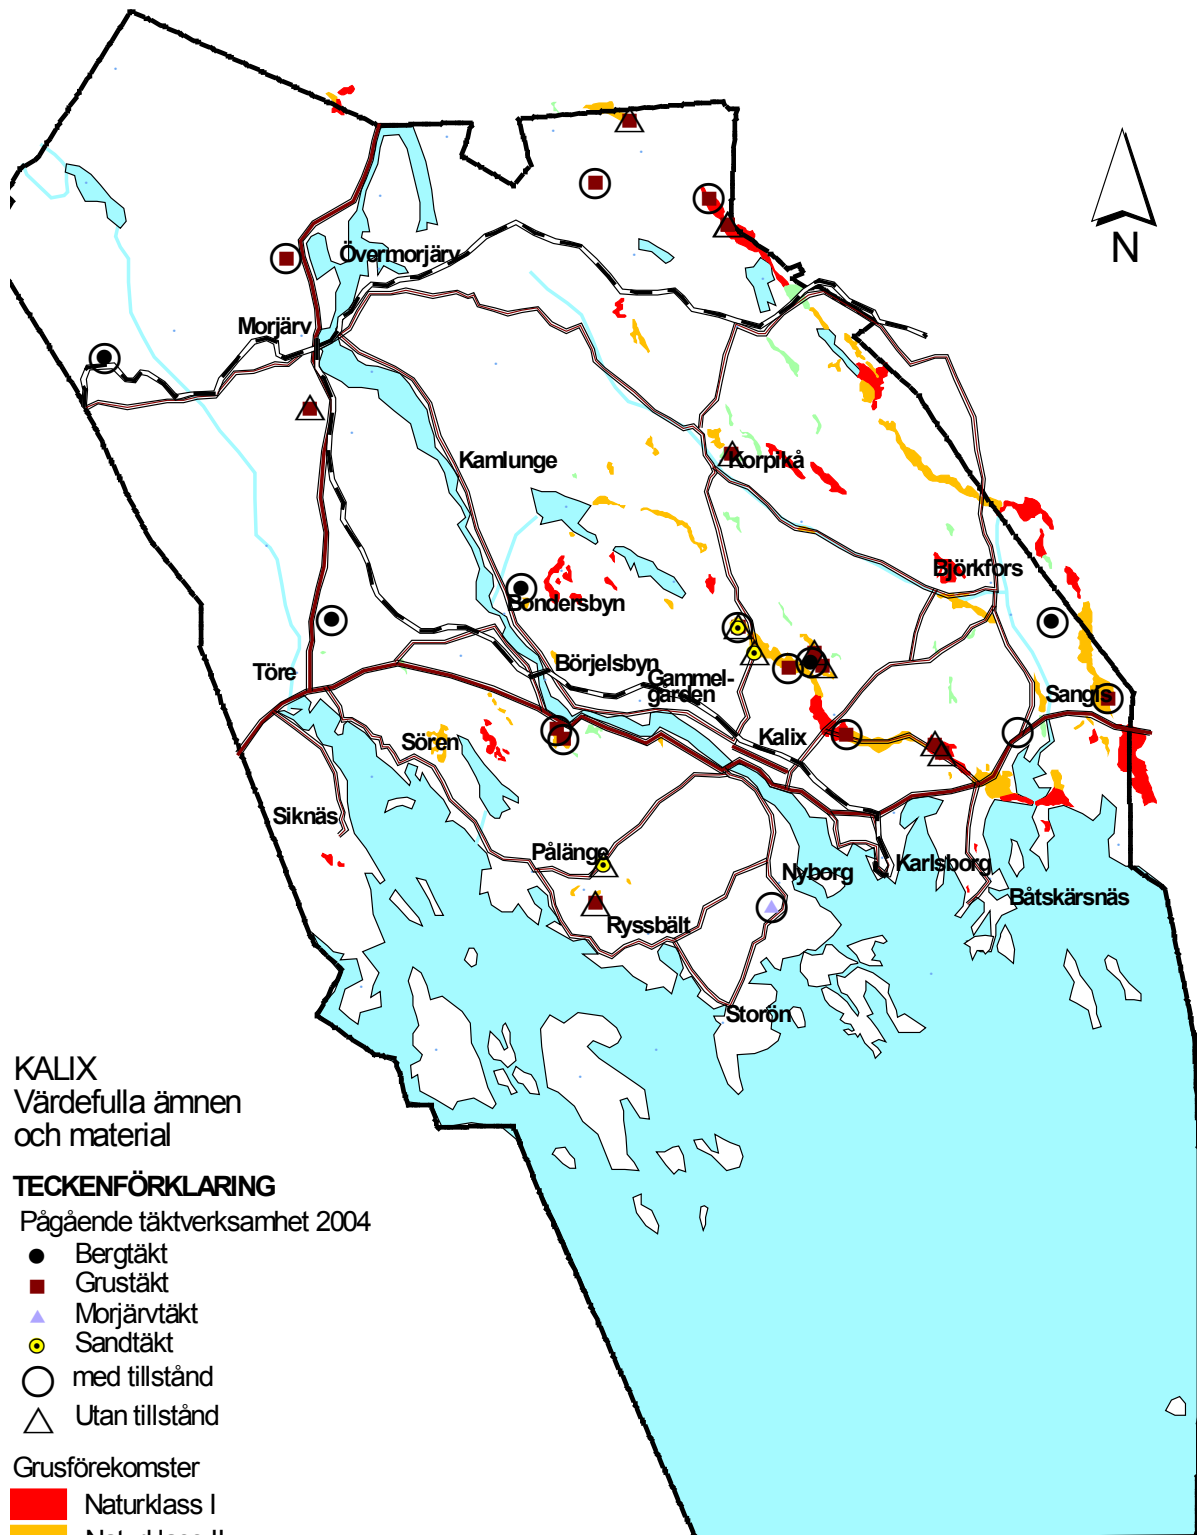 N
Övermorjärv
Morjärv
Kamlunge
Korpikå
Björkfors
Bondersbyn
Börjelsbyn
Töre
Gammel-
gården
Sangis
Sören
Kalix
Siknäs
Pålänge
Nyborg
Karlsborg
Båtskärsnäs
Ryssbält
Storön
KALIX
Värdefulla ämnen
och material
TECKENFÖRKLARING
Pågående täktverksamhet 2004
Bergtäkt
Grustäkt
Morjärvtäkt
Sandtäkt
med tillstånd
Utan tillstånd
Grusförekomster
Naturklass I
Naturklass II